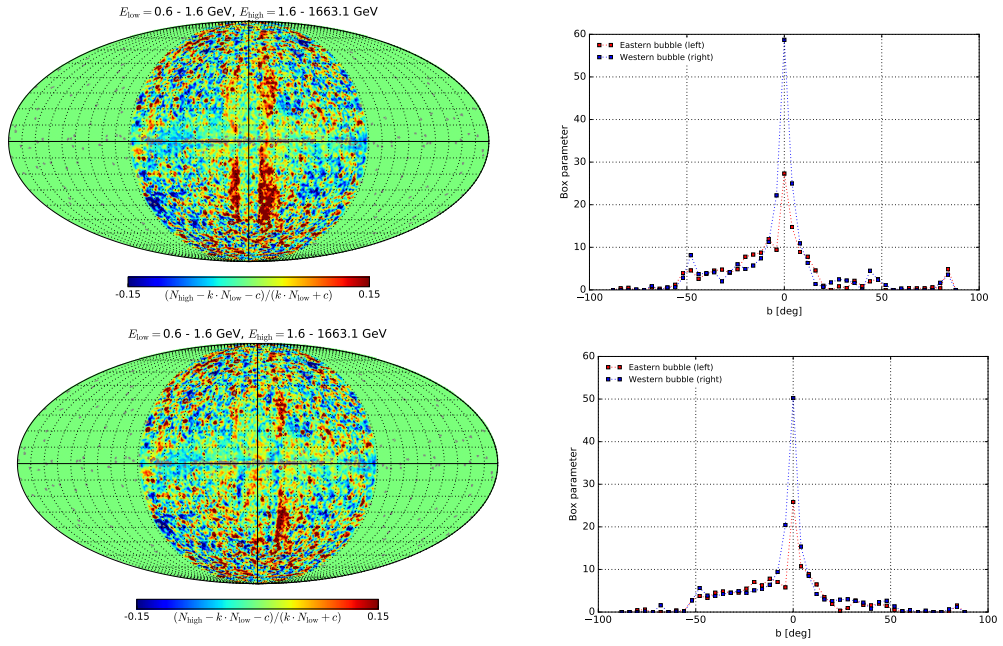 E_low = 0.6 - 1.6 GeV, E_high = 1.6 - 1663.1 GeV
-0.15 (N_high − k · N_low − c)/(k · N_low + c) 0.15
60
50
40
30
20
10
0
Box parameter
Eastern bubble (left)
Western bubble (right)
−100 −50 0 50 100
b [deg]
E_low = 0.6 - 1.6 GeV, E_high = 1.6 - 1663.1 GeV
-0.15 (N_high − k · N_low − c)/(k · N_low + c) 0.15
60
50
40
30
20
10
0
Box parameter
Eastern bubble (left)
Western bubble (right)
−100 −50 0 50 100
b [deg]